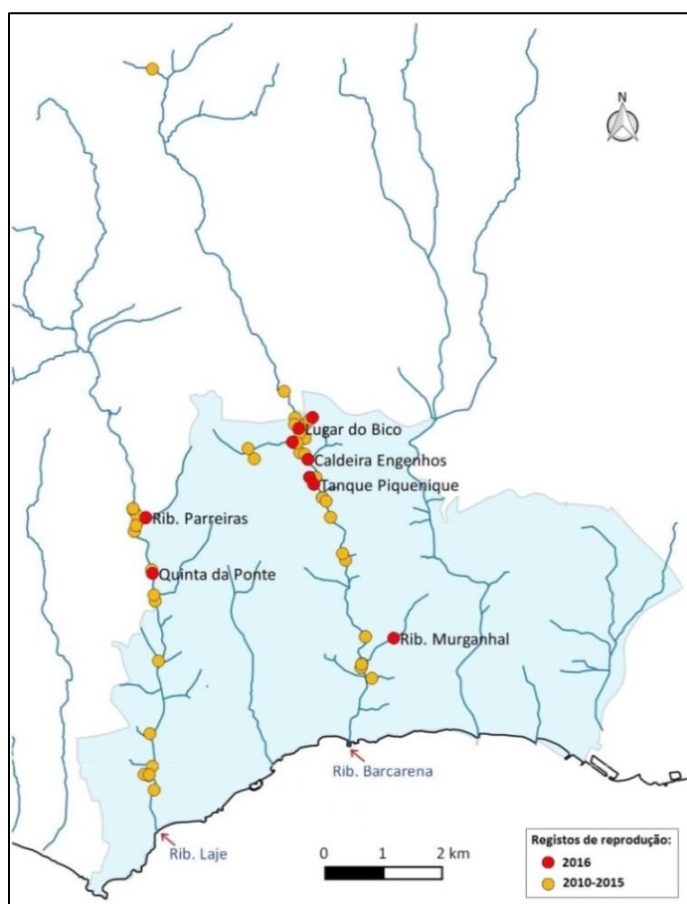 N
Lugar do Bico
Caldeira Engenhos
Tanque Piquenique
Rib. Parreiras
Quinta da Ponte
Rib. Murganhal
Rib. Barcarena
Rib. Laje
0 1 2 km
Registos de reprodução:
2016
2010-2015